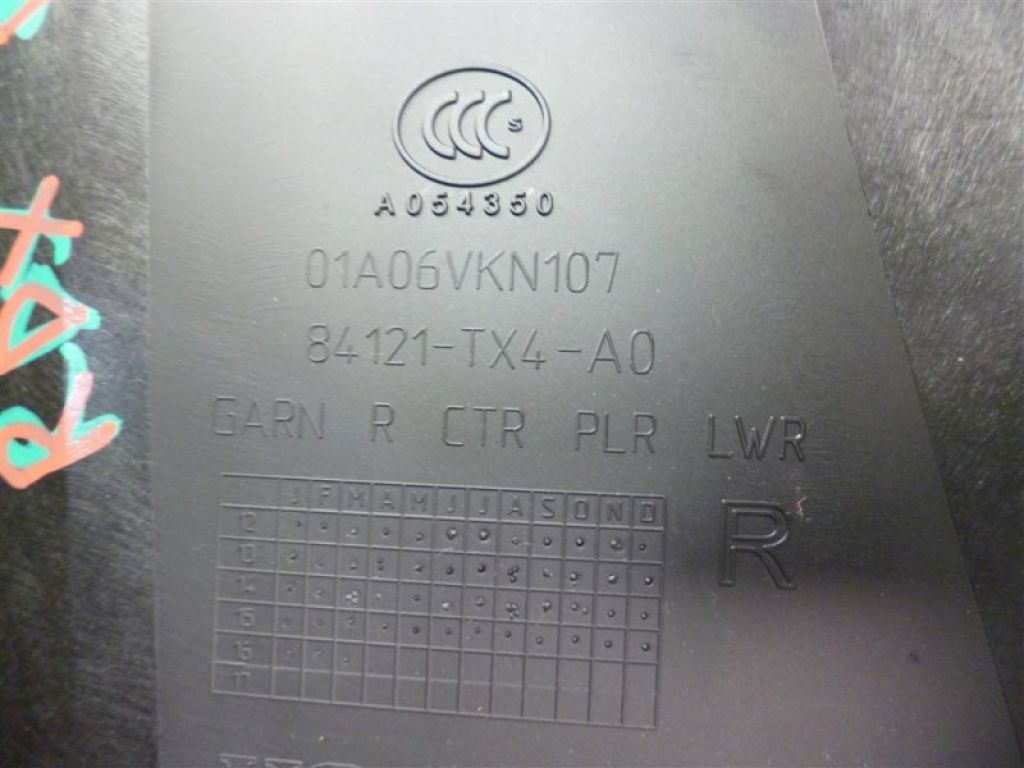 CCC S
A054350
01A06VKN107
84121-TX4-A0
GARN R CTR PLR LWR
J F M A M J J A S O N D
12
13
14
15
16
17
R